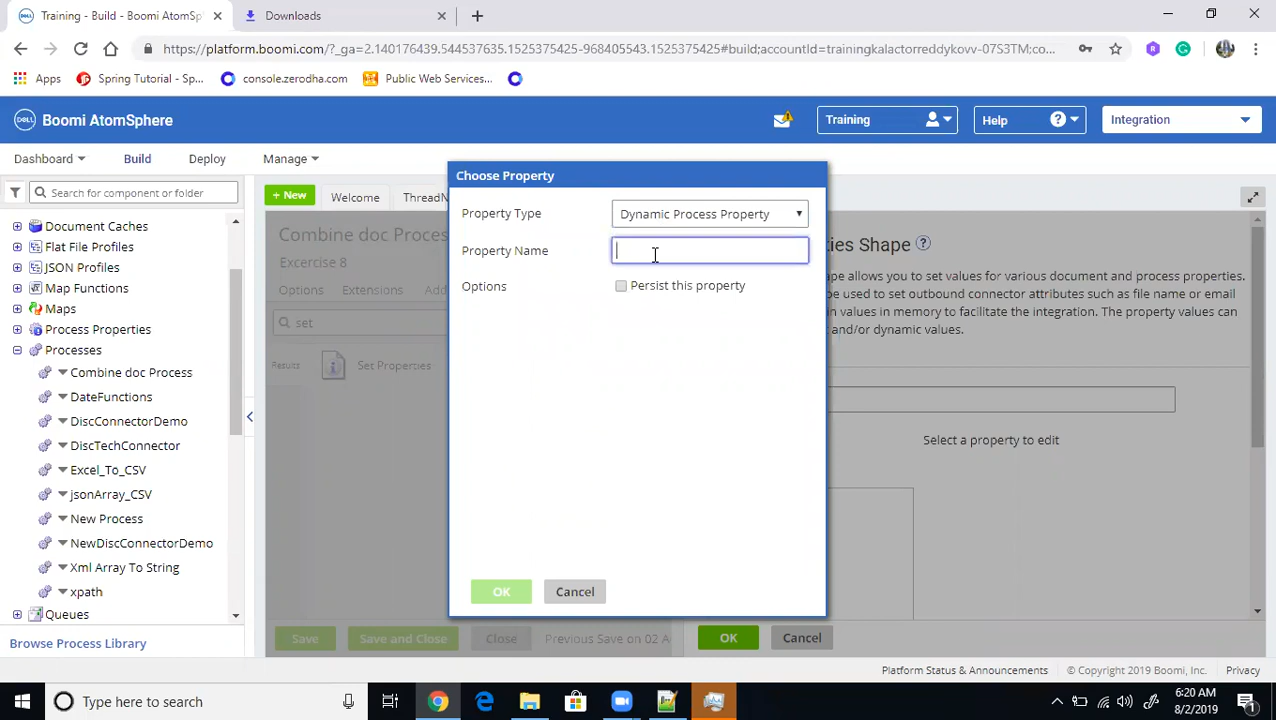 Training - Build - Boomi AtomSp
Downloads
https://platform.boomi.com/?_ga=2.140176439.544537635.1525375425-968405543.1525375425#build;accountId=trainingkalactorreddykovv-07S3TM;co...
Apps
Spring Tutorial - Sp...
console.zerodha.com
Public Web Services...
Boomi AtomSphere
Training
Help
Integration
Dashboard
Build
Deploy
Manage
Search for component or folder
+ New
Welcome
ThreadN
Document Caches
Flat File Profiles
JSON Profiles
Map Functions
Maps
Process Properties
Processes
Combine doc Process
DateFunctions
DiscConnectorDemo
DiscTechConnector
Excel_To_CSV
jsonArray_CSV
New Process
NewDiscConnectorDemo
Xml Array To String
xpath
Queues
Browse Process Library
Combine doc Proces
Excercise 8
Options
Extensions
Add
set
Results
Set Properties
Save
Save and Close
Close
Previous Save on 02 A
Choose Property
Property Type
Dynamic Process Property
Property Name
Options
Persist this property
OK
Cancel
ies Shape
ape allows you to set values for various document and process properties.
be used to set outbound connector attributes such as file name or email
in values in memory to facilitate the integration. The property values can
and/or dynamic values.
Select a property to edit
OK
Cancel
Platform Status & Announcements
© Copyright 2019 Boomi, Inc.
Privacy
Type here to search
6:20 AM
8/2/2019
1